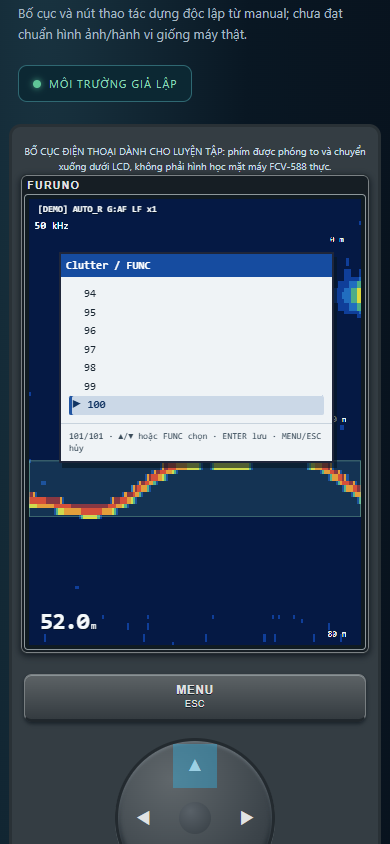 Bố cục và nút thao tác dựng độc lập từ manual; chưa đạt
chuẩn hình ảnh/hành vi giống máy thật.
MÔI TRƯỜNG GIẢ LẬP
BỐ CỤC ĐIỆN THOẠI DÀNH CHO LUYỆN TẬP: phím được phóng to và chuyển
xuống dưới LCD, không phải hình học mặt máy FCV-588 thực.
FURUNO
[DEMO] AUTO_R G:AF LF x1
50 kHz
Clutter / FUNC
94
95
96
97
98
99
▶ 100
101/101 · ▲/▼ hoặc FUNC chọn · ENTER lưu · MENU/ESC
hủy
52.0m
80 m
MENU
ESC
▲
◀ ▶